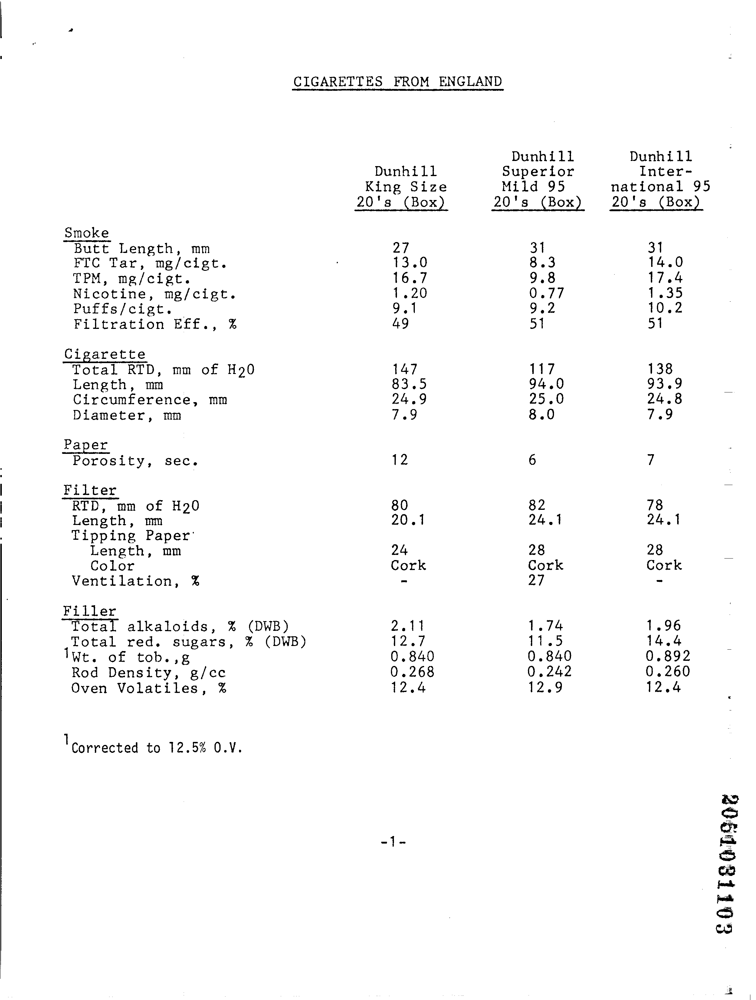 CIGARETTES FROM ENGLAND
Dunhill King Size 20's (Box)
Dunhill Superior Mild 95 20's (Box)
Dunhill Inter-national 95 20's (Box)
Smoke
Butt Length, mm 27 31 31
FTC Tar, mg/cigt. 13.0 8.3 14.0
TPM, mg/cigt. 16.7 9.8 17.4
Nicotine, mg/cigt. 1.20 0.77 1.35
Puffs/cigt. 9.1 9.2 10.2
Filtration Eff., % 49 51 51
Cigarette
Total RTD, mm of H2O 147 117 138
Length, mm 83.5 94.0 93.9
Circumference, mm 24.9 25.0 24.8
Diameter, mm 7.9 8.0 7.9
Paper
Porosity, sec. 12 6 7
Filter
RTD, mm of H2O 80 82 78
Length, mm 20.1 24.1 24.1
Tipping Paper
Length, mm 24 28 28
Color Cork Cork Cork
Ventilation, % - 27 -
Filler
Total alkaloids, % (DWB) 2.11 1.74 1.96
Total red. sugars, % (DWB) 12.7 11.5 14.4
1Wt. of tob.,g 0.840 0.840 0.892
Rod Density, g/cc 0.268 0.242 0.260
Oven Volatiles, % 12.4 12.9 12.4
1Corrected to 12.5% O.V.
-1-
2061031103